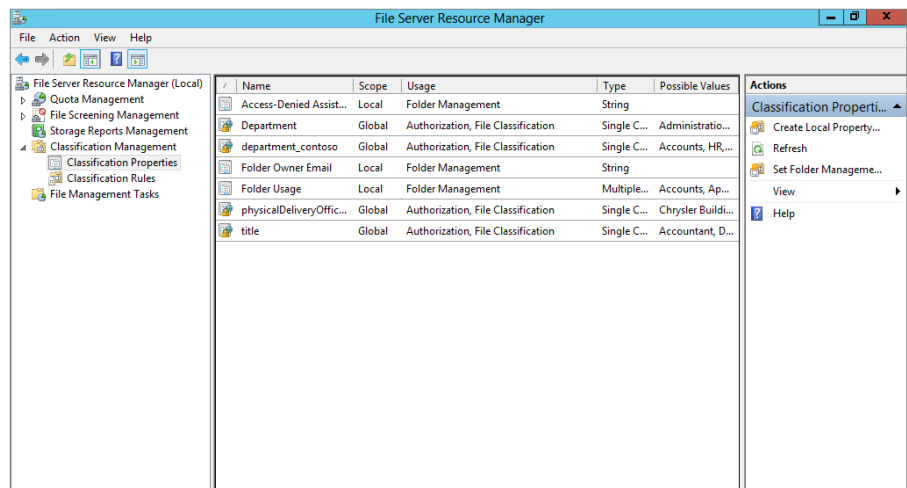 File Server Resource Manager
File Action View Help
File Server Resource Manager (Local)
Quota Management
File Screening Management
Storage Reports Management
Classification Management
Classification Properties
Classification Rules
File Management Tasks
Name Scope Usage Type Possible Values
Access-Denied Assist... Local Folder Management String
Department Global Authorization, File Classification Single C... Administratio...
department_contoso Global Authorization, File Classification Single C... Accounts, HR,...
Folder Owner Email Local Folder Management String
Folder Usage Local Folder Management Multiple... Accounts, Ap...
physicalDeliveryOffic... Global Authorization, File Classification Single C... Chrysler Buildi...
title Global Authorization, File Classification Single C... Accountant, D...
Actions
Classification Properti...
Create Local Property...
Refresh
Set Folder Manageme...
View
Help